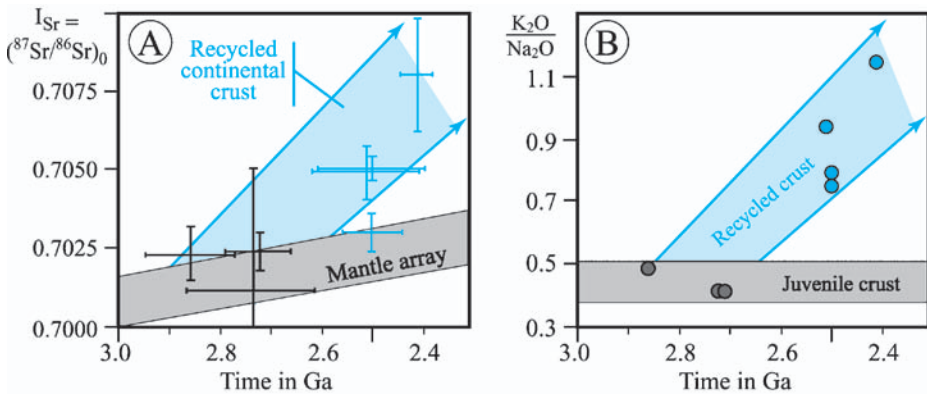 I_Sr =
(⁸⁷Sr/⁸⁶Sr)₀
A
Recycled
continental
crust
0.7075
0.7050
0.7025
0.7000
Mantle array
3.0
2.8
2.6
2.4
Time in Ga
K₂O
Na₂O
B
1.1
0.9
0.7
0.5
0.3
Recycled crust
Juvenile crust
3.0
2.8
2.6
2.4
Time in Ga